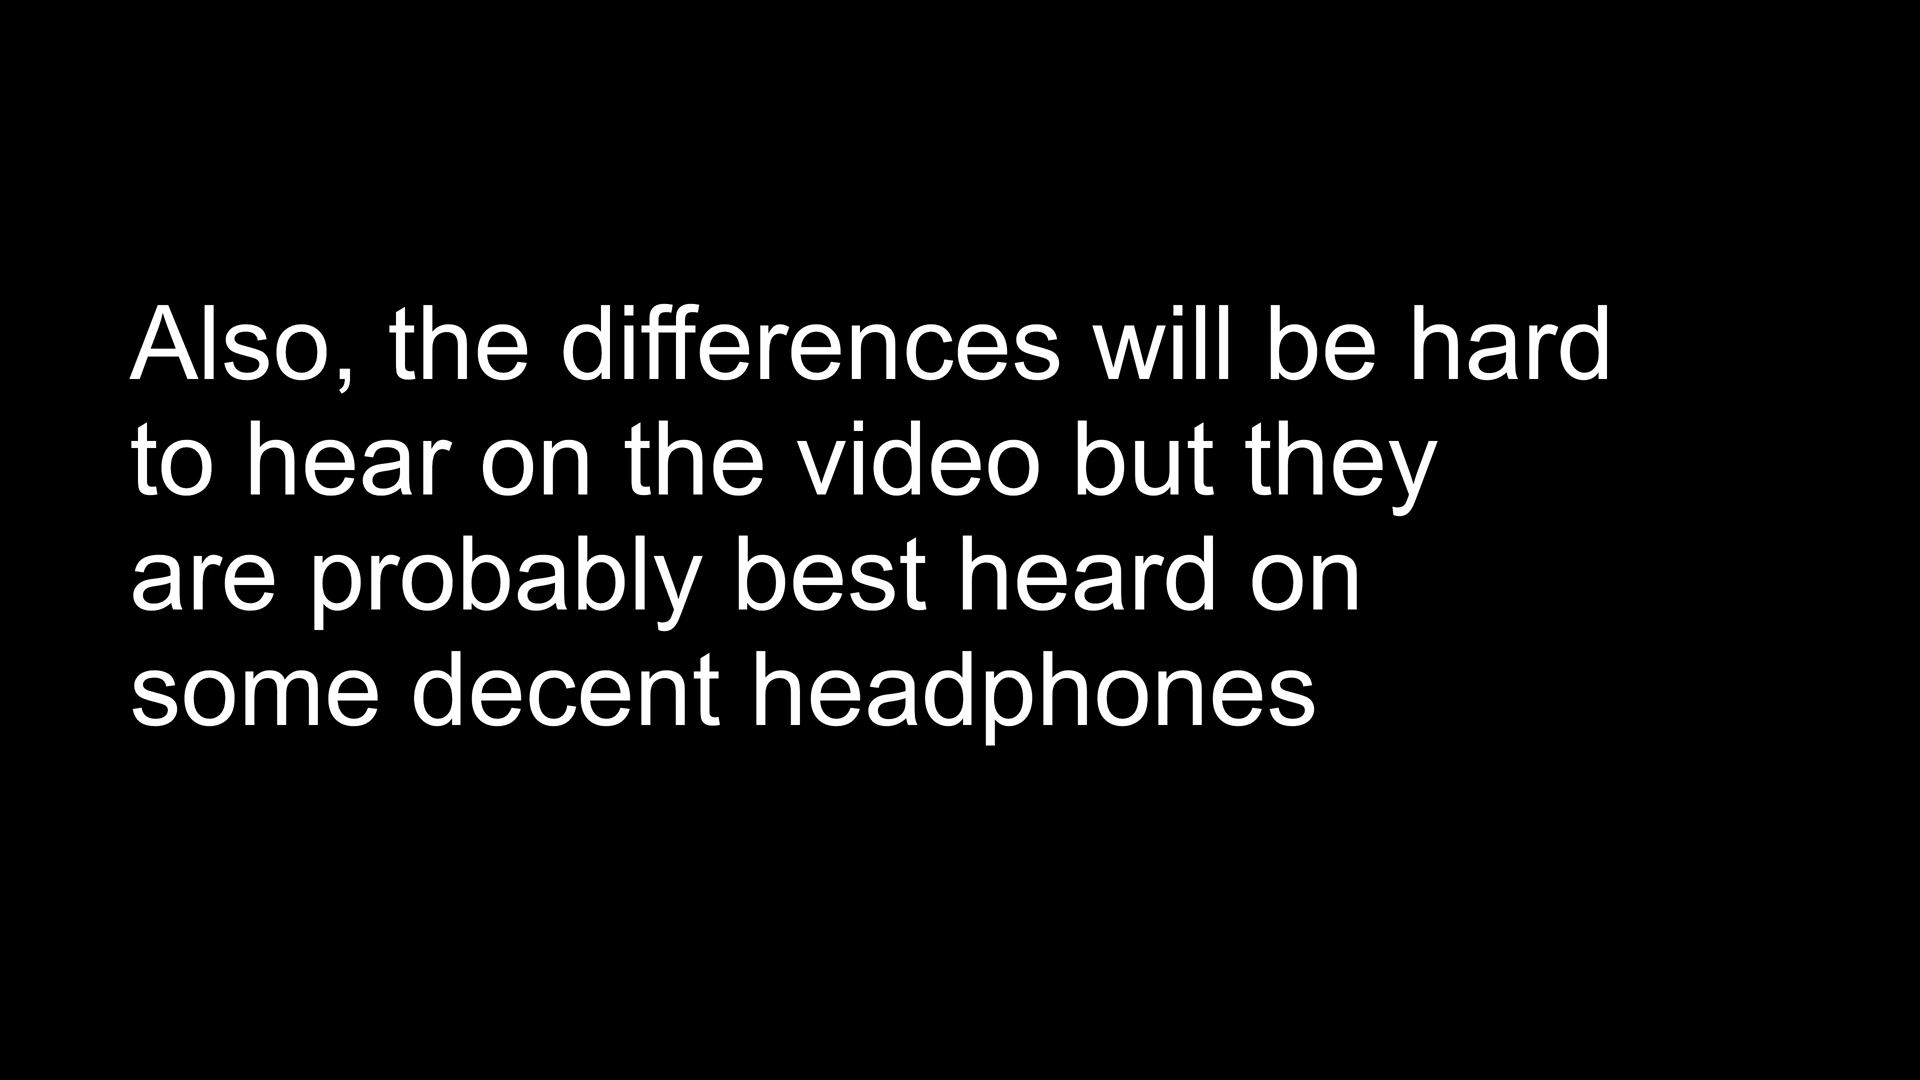 Also, the differences will be hard
to hear on the video but they
are probably best heard on
some decent headphones